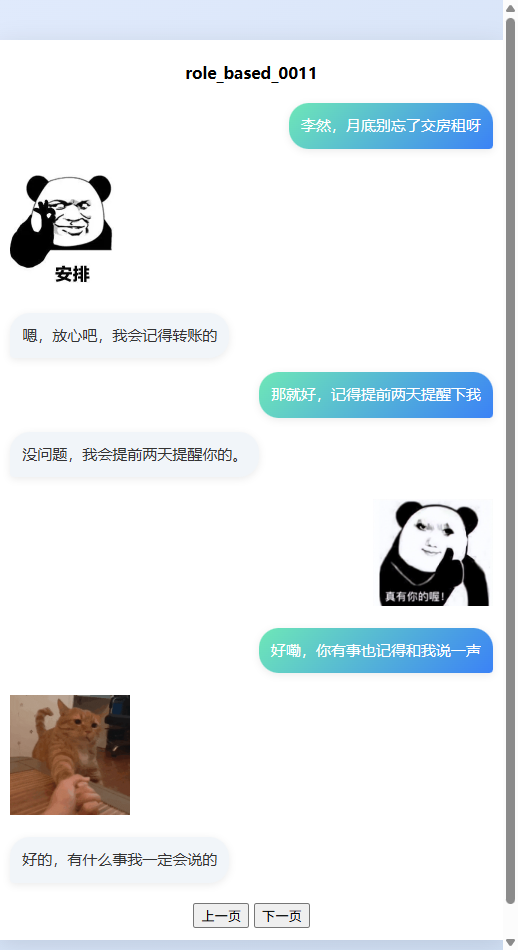 role_based_0011
李然，月底别忘了交房租呀
安排
嗯，放心吧，我会记得转账的
那就好，记得提前两天提醒下我
没问题，我会提前两天提醒你的。
真有你的喔！
好嘞，你有事也记得和我说一声
好的，有什么事我一定会说的
上一页 下一页